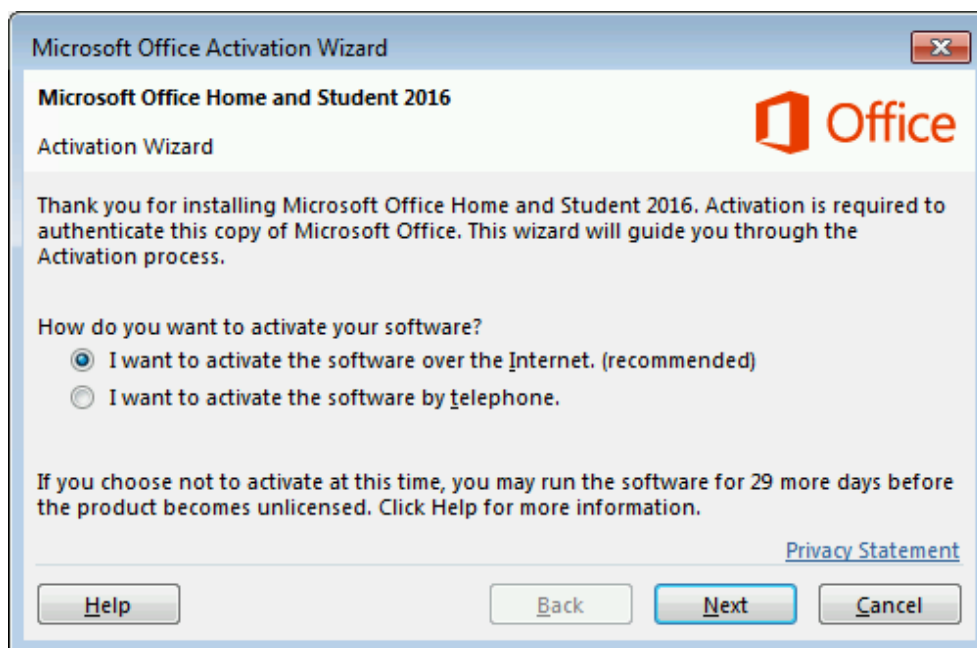 Microsoft Office Activation Wizard
Microsoft Office Home and Student 2016
Office
Activation Wizard
Thank you for installing Microsoft Office Home and Student 2016. Activation is required to
authenticate this copy of Microsoft Office. This wizard will guide you through the
Activation process.
How do you want to activate your software?
I want to activate the software over the Internet. (recommended)
I want to activate the software by telephone.
If you choose not to activate at this time, you may run the software for 29 more days before
the product becomes unlicensed. Click Help for more information.
Privacy Statement
Help Back Next Cancel